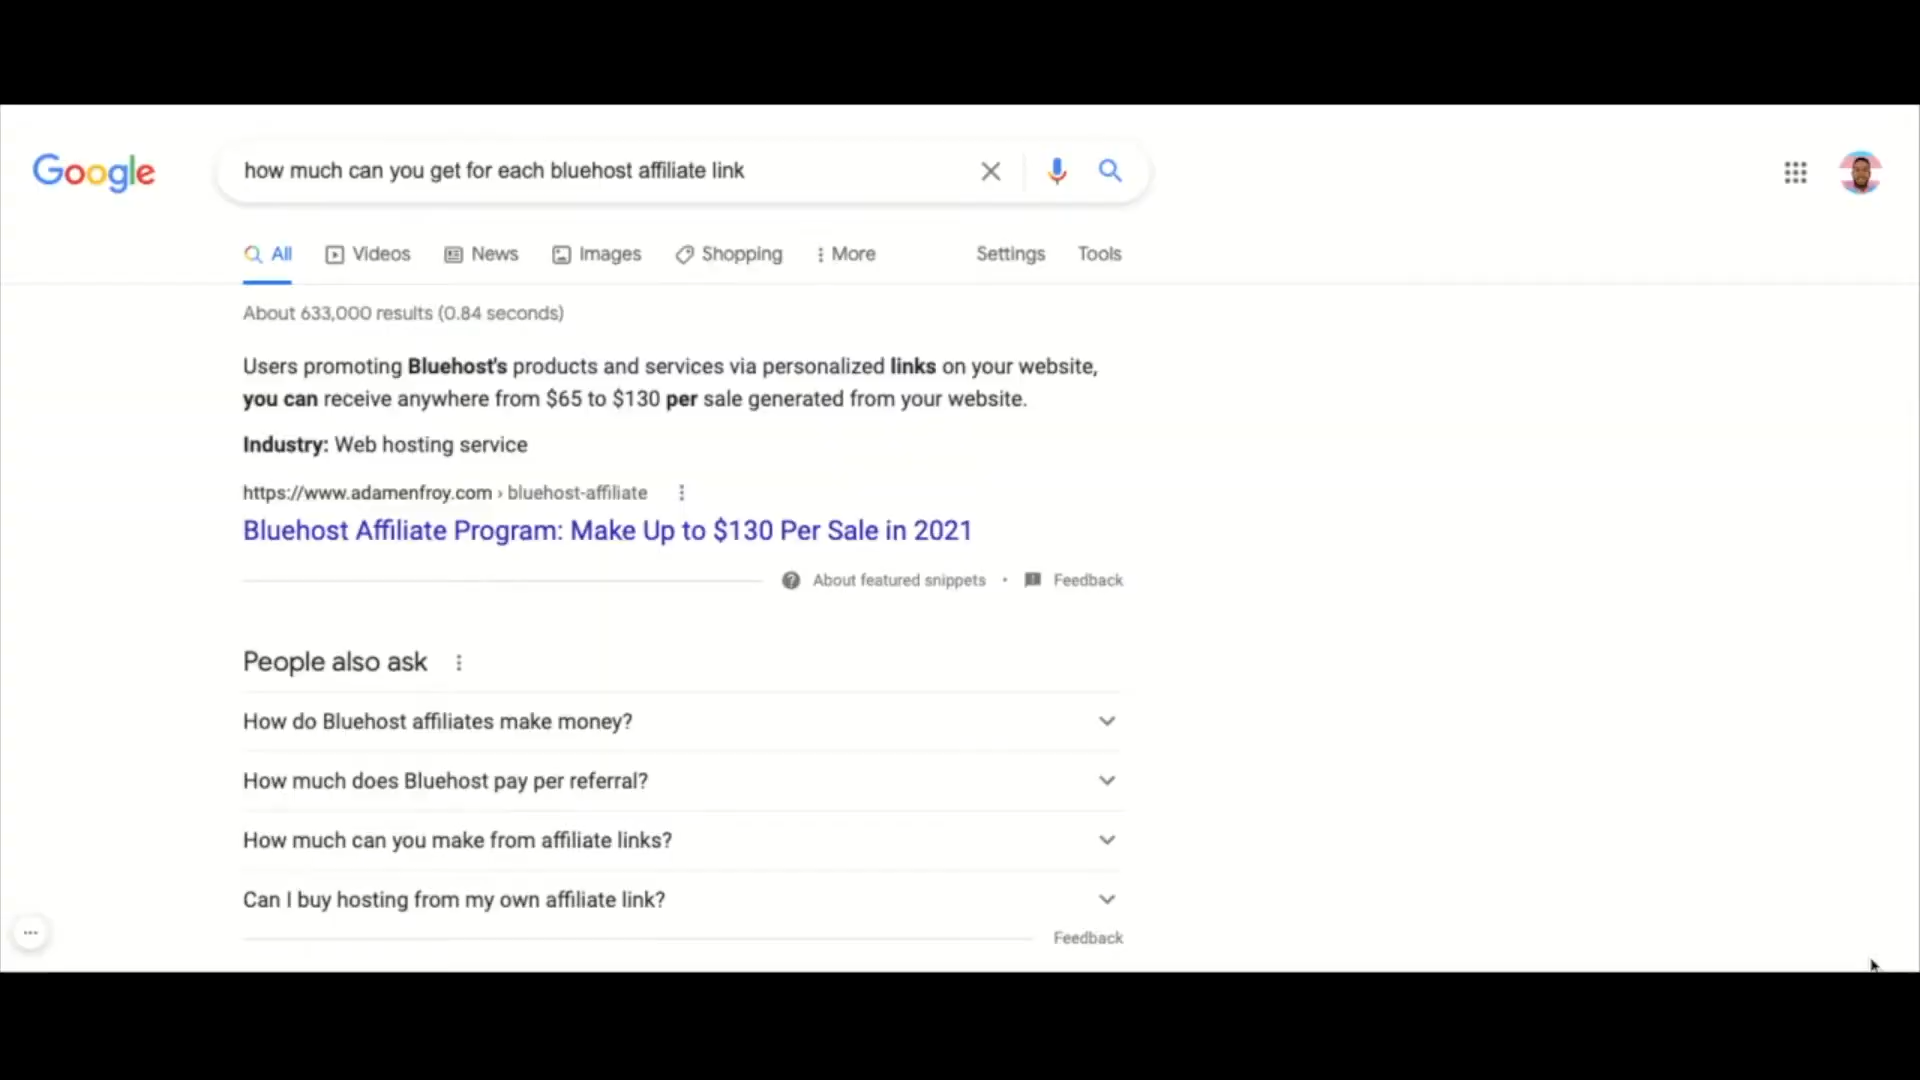 Google
how much can you get for each bluehost affiliate link
All Videos News Images Shopping More Settings Tools
About 633,000 results (0.84 seconds)
Users promoting Bluehost's products and services via personalized links on your website,
you can receive anywhere from $65 to $130 per sale generated from your website.
Industry: Web hosting service
https://www.adamenfroy.com › bluehost-affiliate
Bluehost Affiliate Program: Make Up to $130 Per Sale in 2021
About featured snippets • Feedback
People also ask
How do Bluehost affiliates make money?
How much does Bluehost pay per referral?
How much can you make from affiliate links?
Can I buy hosting from my own affiliate link?
Feedback